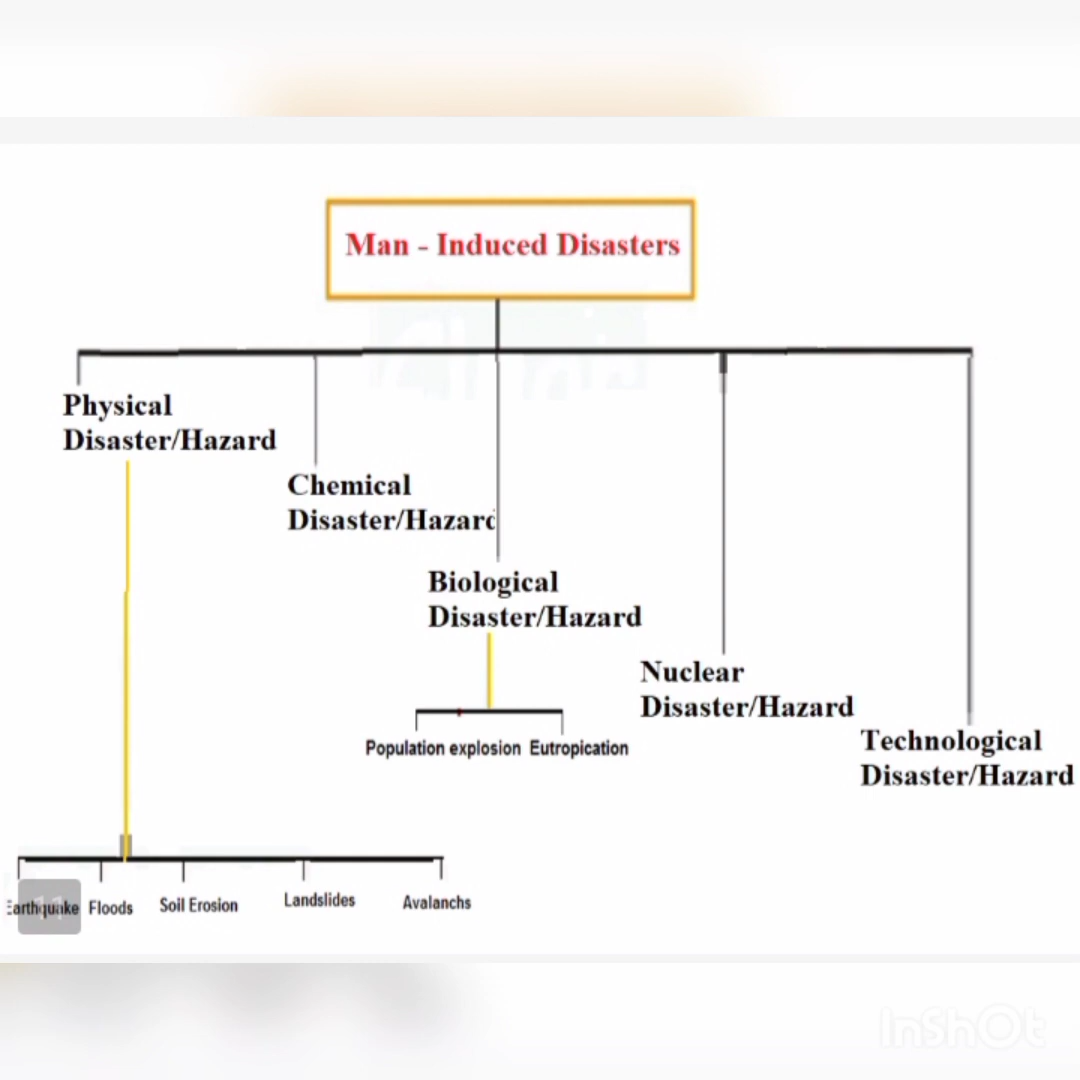 Man - Induced Disasters
Physical
Disaster/Hazard
Chemical
Disaster/Hazard
Biological
Disaster/Hazard
Nuclear
Disaster/Hazard
Technological
Disaster/Hazard
Population explosion Eutropication
Earthquake Floods Soil Erosion Landslides Avalanchs
11
InShOt